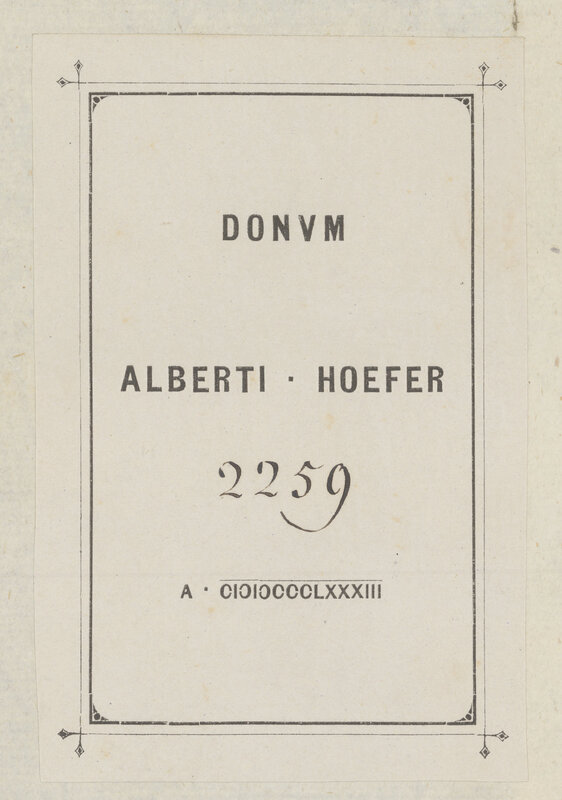 DONVM
ALBERTI · HOEFER
2259
A · CIƆIƆCCCLXXXIII